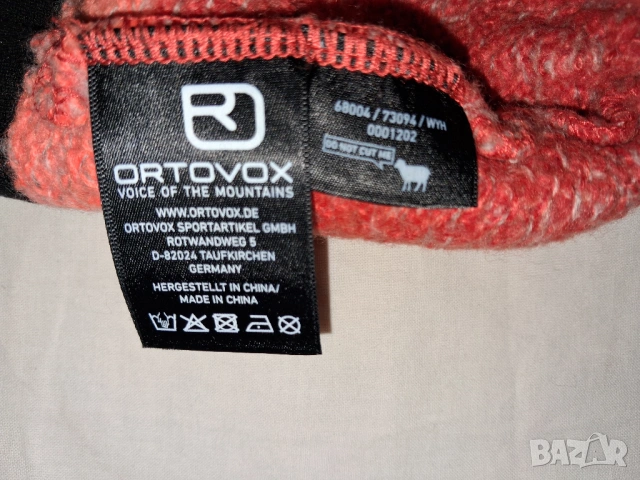 R
ORTOVOX
VOICE OF THE MOUNTAINS
WWW.ORTOVOX.DE
ORTOVOX SPORTARTIKEL GMBH
ROTWANDWEG 5
D-82024 TAUFKIRCHEN
GERMANY
HERGESTELLT IN CHINA/
MADE IN CHINA
68004 / 73094 / WYH
0001202
DO NOT CUT ME
BAZAR